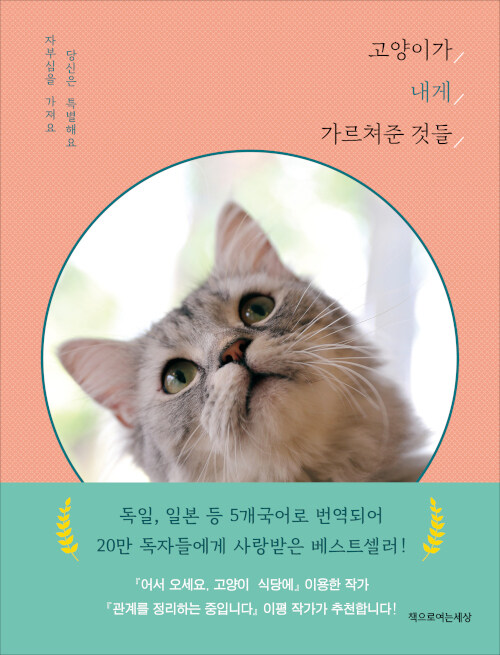 고양이가
내게
가르쳐준 것들
당신은 특별해요
자부심을 가져요
독일, 일본 등 5개국어로 번역되어
20만 독자들에게 사랑받은 베스트셀러!
『어서 오세요, 고양이 식당에』 이용한 작가
『관계를 정리하는 중입니다』 이평 작가가 추천합니다!
책으로여는세상